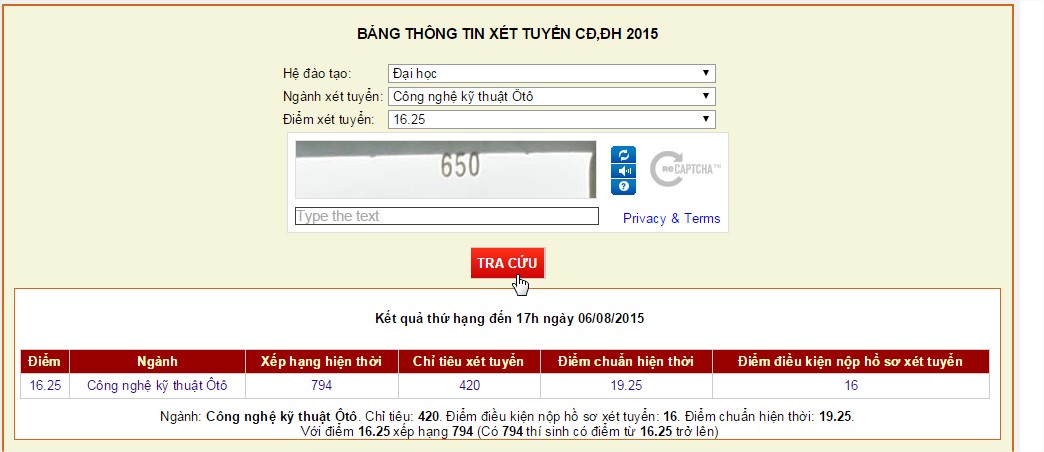 BẢNG THÔNG TIN XÉT TUYỂN CĐ,ĐH 2015
Hệ đào tạo: Đại học
Ngành xét tuyển: Công nghệ kỹ thuật Ôtô
Điểm xét tuyển: 16.25
650
reCAPTCHA™
Type the text
Privacy & Terms
TRA CỨU
Kết quả thứ hạng đến 17h ngày 06/08/2015
Điểm Ngành Xếp hạng hiện thời Chỉ tiêu xét tuyển Điểm chuẩn hiện thời Điểm điều kiện nộp hồ sơ xét tuyển
16.25 Công nghệ kỹ thuật Ôtô 794 420 19.25 16
Ngành: Công nghệ kỹ thuật Ôtô. Chỉ tiêu: 420. Điểm điều kiện nộp hồ sơ xét tuyển: 16. Điểm chuẩn hiện thời: 19.25.
Với điểm 16.25 xếp hạng 794 (Có 794 thí sinh có điểm từ 16.25 trở lên)